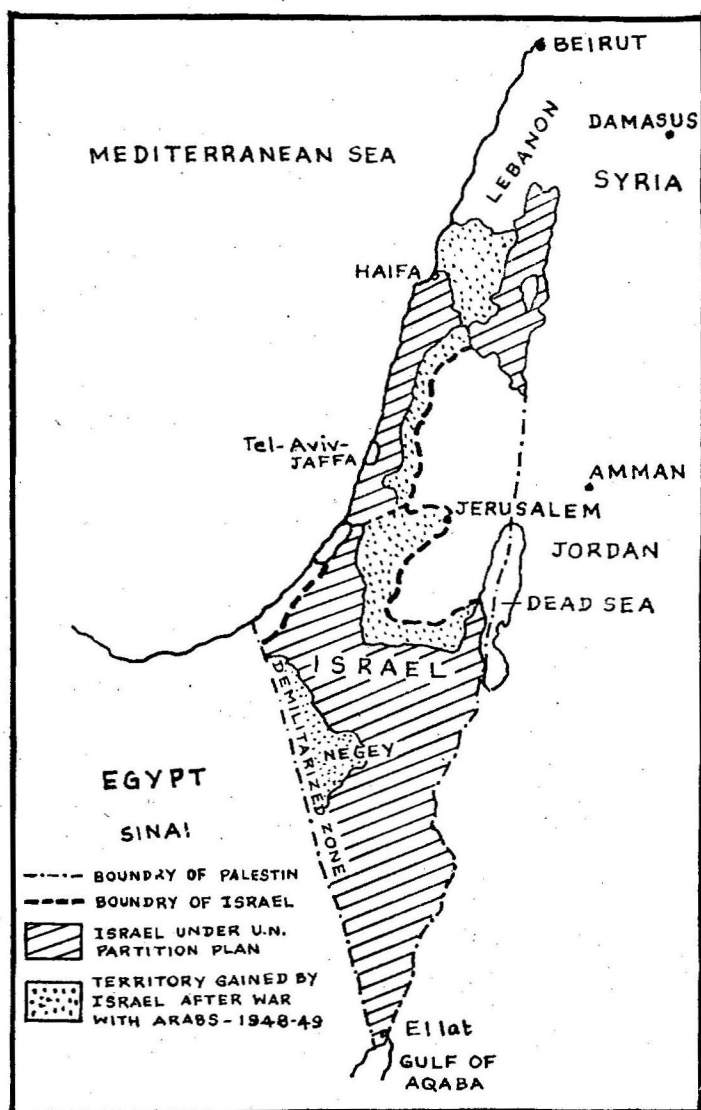 BEIRUT
DAMASUS
MEDITERRANEAN SEA
LEBANON
SYRIA
HAIFA
Tel-Aviv-
JAFFA
AMMAN
JERUSALEM
JORDAN
DEAD SEA
ISRAEL
DEMILITARIZED ZONE
NEGEY
EGYPT
SINAI
BOUNDRY OF PALESTIN
BOUNDRY OF ISRAEL
ISRAEL UNDER U.N.
PARTITION PLAN
TERRITORY GAINED BY
ISRAEL AFTER WAR
WITH ARABS-1948-49
Ellat
GULF OF
AQABA